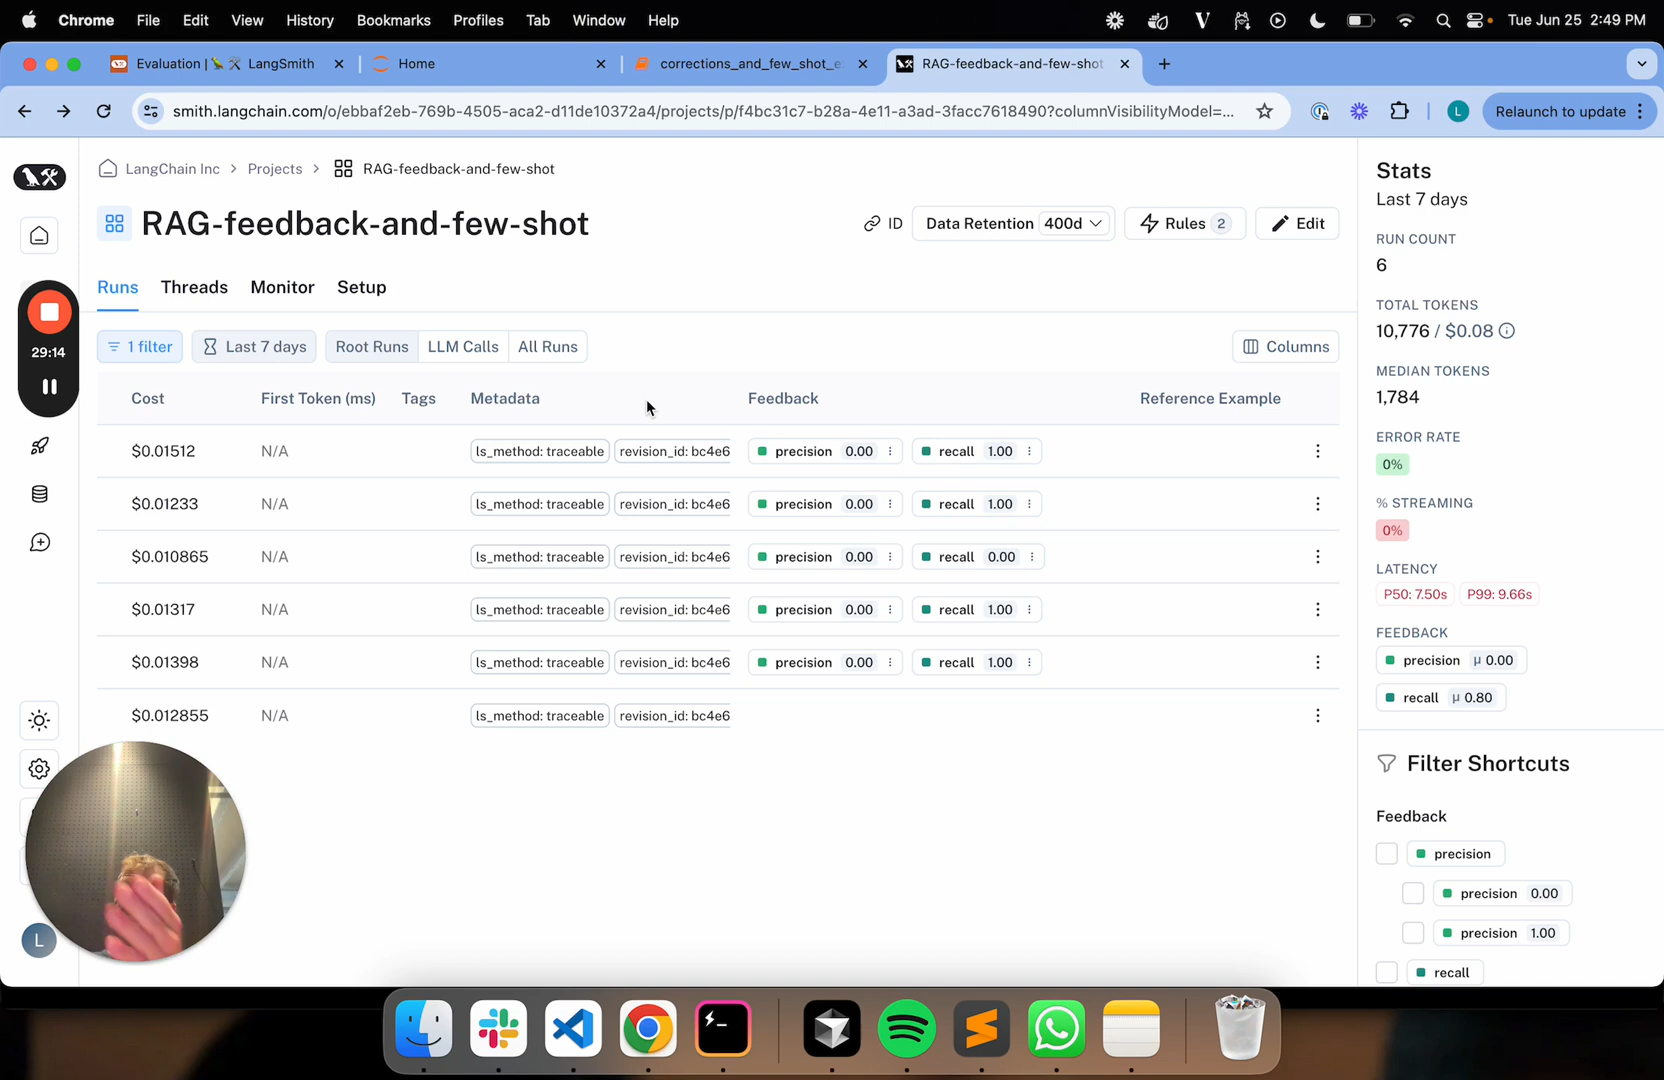 Chrome File Edit View History Bookmarks Profiles Tab Window Help Tue Jun 25 2:49 PM
Evaluation | LangSmith Home corrections_and_few_shot_e RAG-feedback-and-few-shot
smith.langchain.com/o/ebbaf2eb-769b-4505-aca2-d11de10372a4/projects/p/f4bc31c7-b28a-4e11-a3ad-3facc7618490?columnVisibilityModel=... L Relaunch to update
LangChain Inc > Projects > RAG-feedback-and-few-shot
RAG-feedback-and-few-shot
ID Data Retention 400d Rules 2 Edit
Runs Threads Monitor Setup
29:14
1 filter Last 7 days Root Runs LLM Calls All Runs Columns
Cost First Token (ms) Tags Metadata Feedback Reference Example
$0.01512 N/A ls_method: traceable revision_id: bc4e6 precision 0.00 recall 1.00
$0.01233 N/A ls_method: traceable revision_id: bc4e6 precision 0.00 recall 1.00
$0.010865 N/A ls_method: traceable revision_id: bc4e6 precision 0.00 recall 0.00
$0.01317 N/A ls_method: traceable revision_id: bc4e6 precision 0.00 recall 1.00
$0.01398 N/A ls_method: traceable revision_id: bc4e6 precision 0.00 recall 1.00
$0.012855 N/A ls_method: traceable revision_id: bc4e6
L
Stats
Last 7 days
RUN COUNT
6
TOTAL TOKENS
10,776 / $0.08
MEDIAN TOKENS
1,784
ERROR RATE
0%
% STREAMING
0%
LATENCY
P50: 7.50s P99: 9.66s
FEEDBACK
precision μ 0.00
recall μ 0.80
Filter Shortcuts
Feedback
precision
precision 0.00
precision 1.00
recall